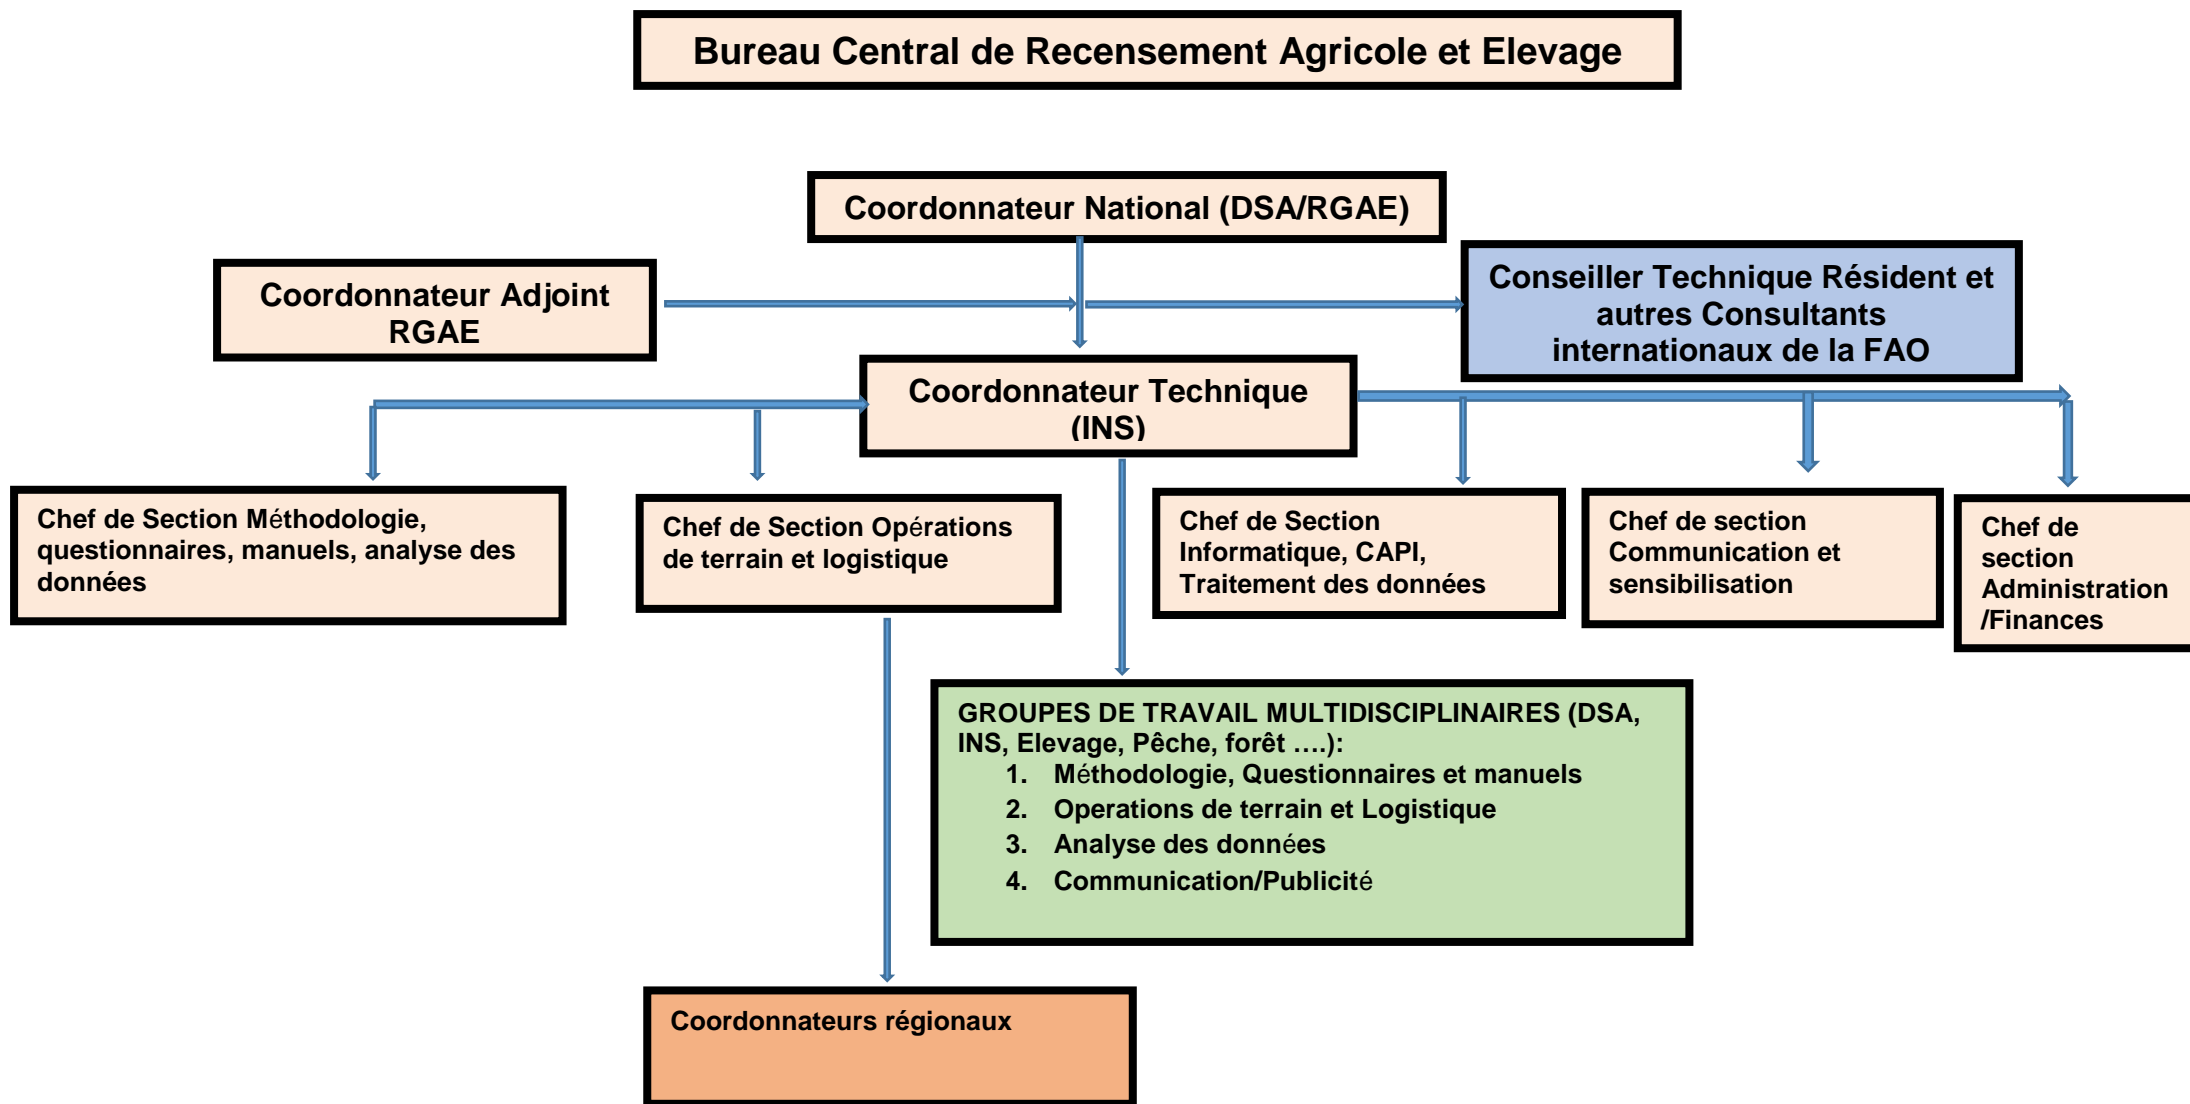 Bureau Central de Recensement Agricole et Elevage
Coordonnateur National (DSA/RGAE)
Coordonnateur Adjoint
RGAE
Conseiller Technique Résident et
autres Consultants
internationaux de la FAO
Coordonnateur Technique
(INS)
Chef de Section Méthodologie,
questionnaires, manuels, analyse des
données
Chef de Section Opérations
de terrain et logistique
Chef de Section
Informatique, CAPI,
Traitement des données
Chef de section
Communication et
sensibilisation
Chef de
section
Administration
/Finances
GROUPES DE TRAVAIL MULTIDISCIPLINAIRES (DSA,
INS, Elevage, Pêche, forêt ….):
1. Méthodologie, Questionnaires et manuels
2. Operations de terrain et Logistique
3. Analyse des données
4. Communication/Publicité
Coordonnateurs régionaux